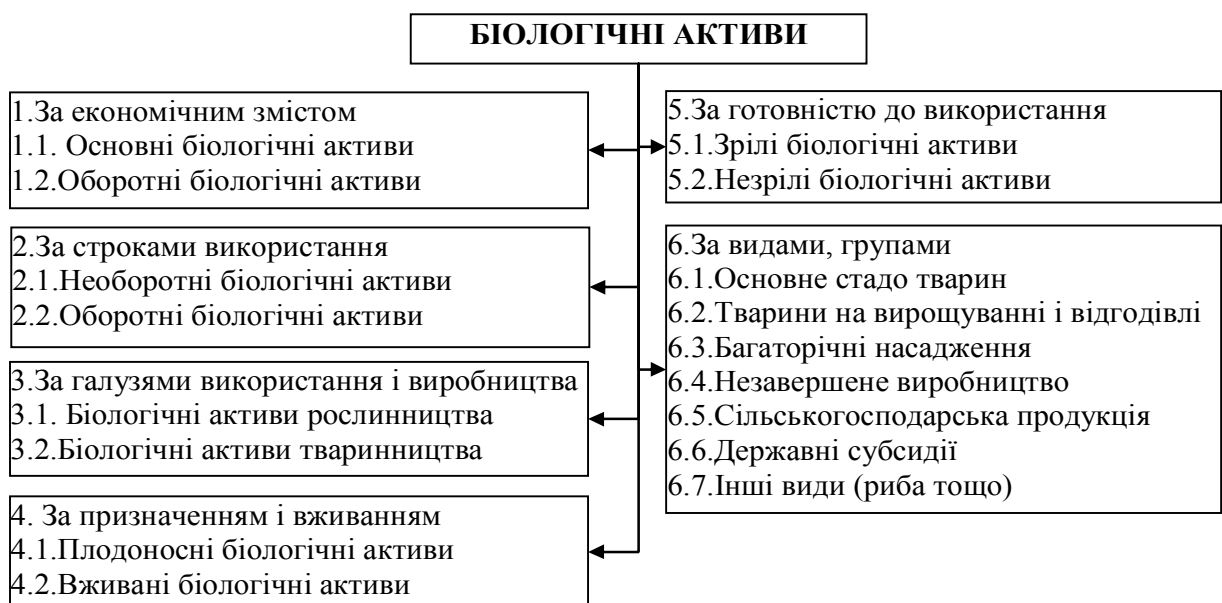 БІОЛОГІЧНІ АКТИВИ
1.За економічним змістом
1.1. Основні біологічні активи
1.2.Оборотні біологічні активи
2.За строками використання
2.1.Необоротні біологічні активи
2.2.Оборотні біологічні активи
3.За галузями використання і виробництва
3.1. Біологічні активи рослинництва
3.2.Біологічні активи тваринництва
4. За призначенням і вживанням
4.1.Плодоносні біологічні активи
4.2.Вживані біологічні активи
5.За готовністю до використання
5.1.Зрілі біологічні активи
5.2.Незрілі біологічні активи
6.За видами, групами
6.1.Основне стадо тварин
6.2.Тварини на вирощуванні і відгодівлі
6.3.Багаторічні насадження
6.4.Незавершене виробництво
6.5.Сільськогосподарська продукція
6.6.Державні субсидії
6.7.Інші види (риба тощо)